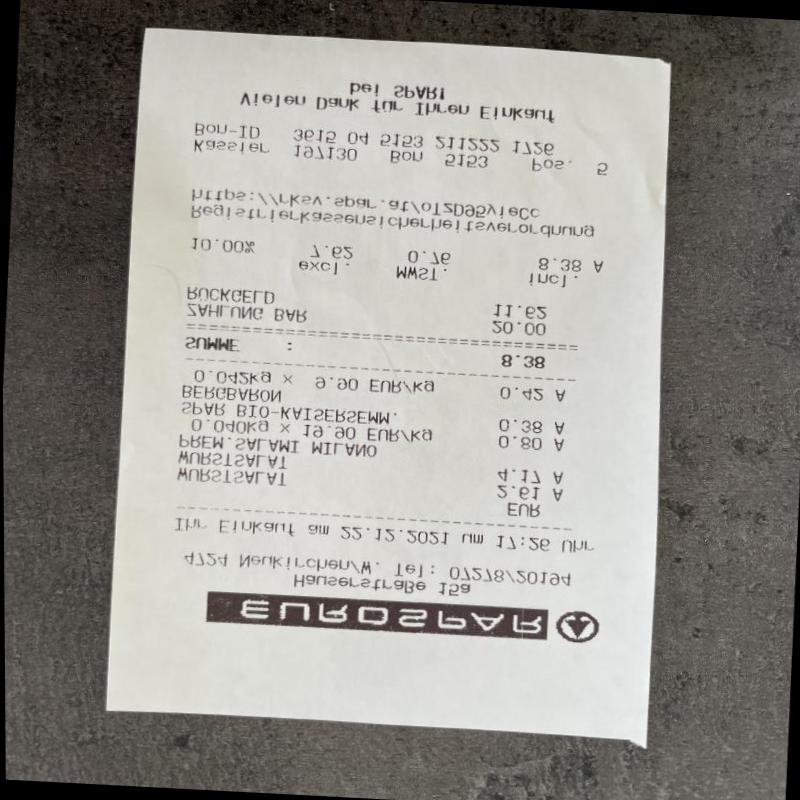 EUROSPAR
Hauserstraße 15a
4724 Neukirchen/W. Tel: 07278/20194
Ihr Einkauf am 22.12.2021 um 17:26 Uhr
EUR
WURSTSALAT 2.61 A
WURSTSALAT 4.17 A
PREM.SALAMI MILANO
0.040kg x 19.90 EUR/kg 0.80 A
SPAR BIO-KAISERSEMM. 0.38 A
BERGBARON
0.042kg x 9.90 EUR/kg 0.42 A
SUMME : 8.38
ZAHLUNG BAR 20.00
RÜCKGELD 11.62
excl. MWST. incl.
10.00% 7.62 0.76 8.38 A
Registrierkassensicherheitsverordnung
https://rksv.spar.at/oT2D95yieCc
Kassier 197130 Bon 5153 Pos. 5
Bon-ID 3615 04 5153 211222 1726
Vielen Dank für Ihren Einkauf
bei SPAR!